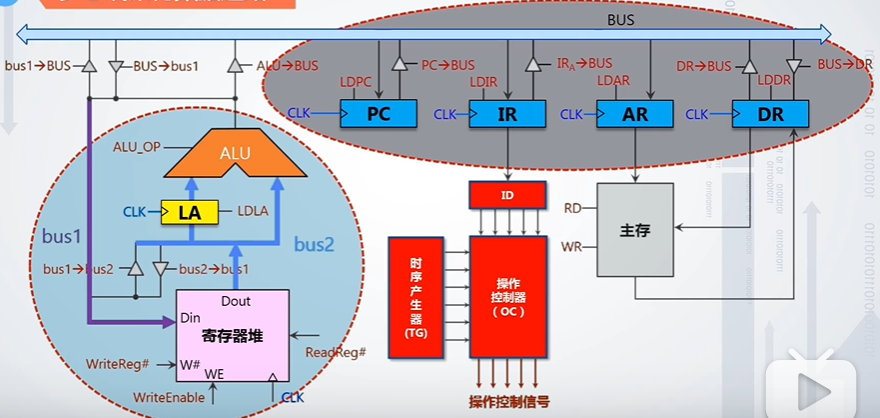 BUS
bus1→BUS
BUS→bus1
ALU→BUS
PC→BUS
IRA→BUS
DR→BUS
BUS→DR
LDPC
LDIR
LDAR
LDDR
CLK
PC
CLK
IR
CLK
AR
CLK
DR
ALU_OP
ALU
CLK
LA
LDLA
bus1
bus2
bus1→bus2
bus2→bus1
Dout
Din
寄存器堆
ReadReg#
WriteReg#
W#
WE
WriteEnable
CLK
ID
时序产生器
(TG)
操作
控制器
(OC)
操作控制信号
RD
主存
WR